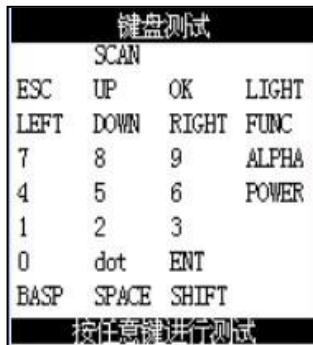 键盘测试
SCAN
ESC UP OK LIGHT
LEFT DOWN RIGHT FUNC
7 8 9 ALPHA
4 5 6 POWER
1 2 3
0 dot ENT
BASP SPACE SHIFT
按任意键进行测试